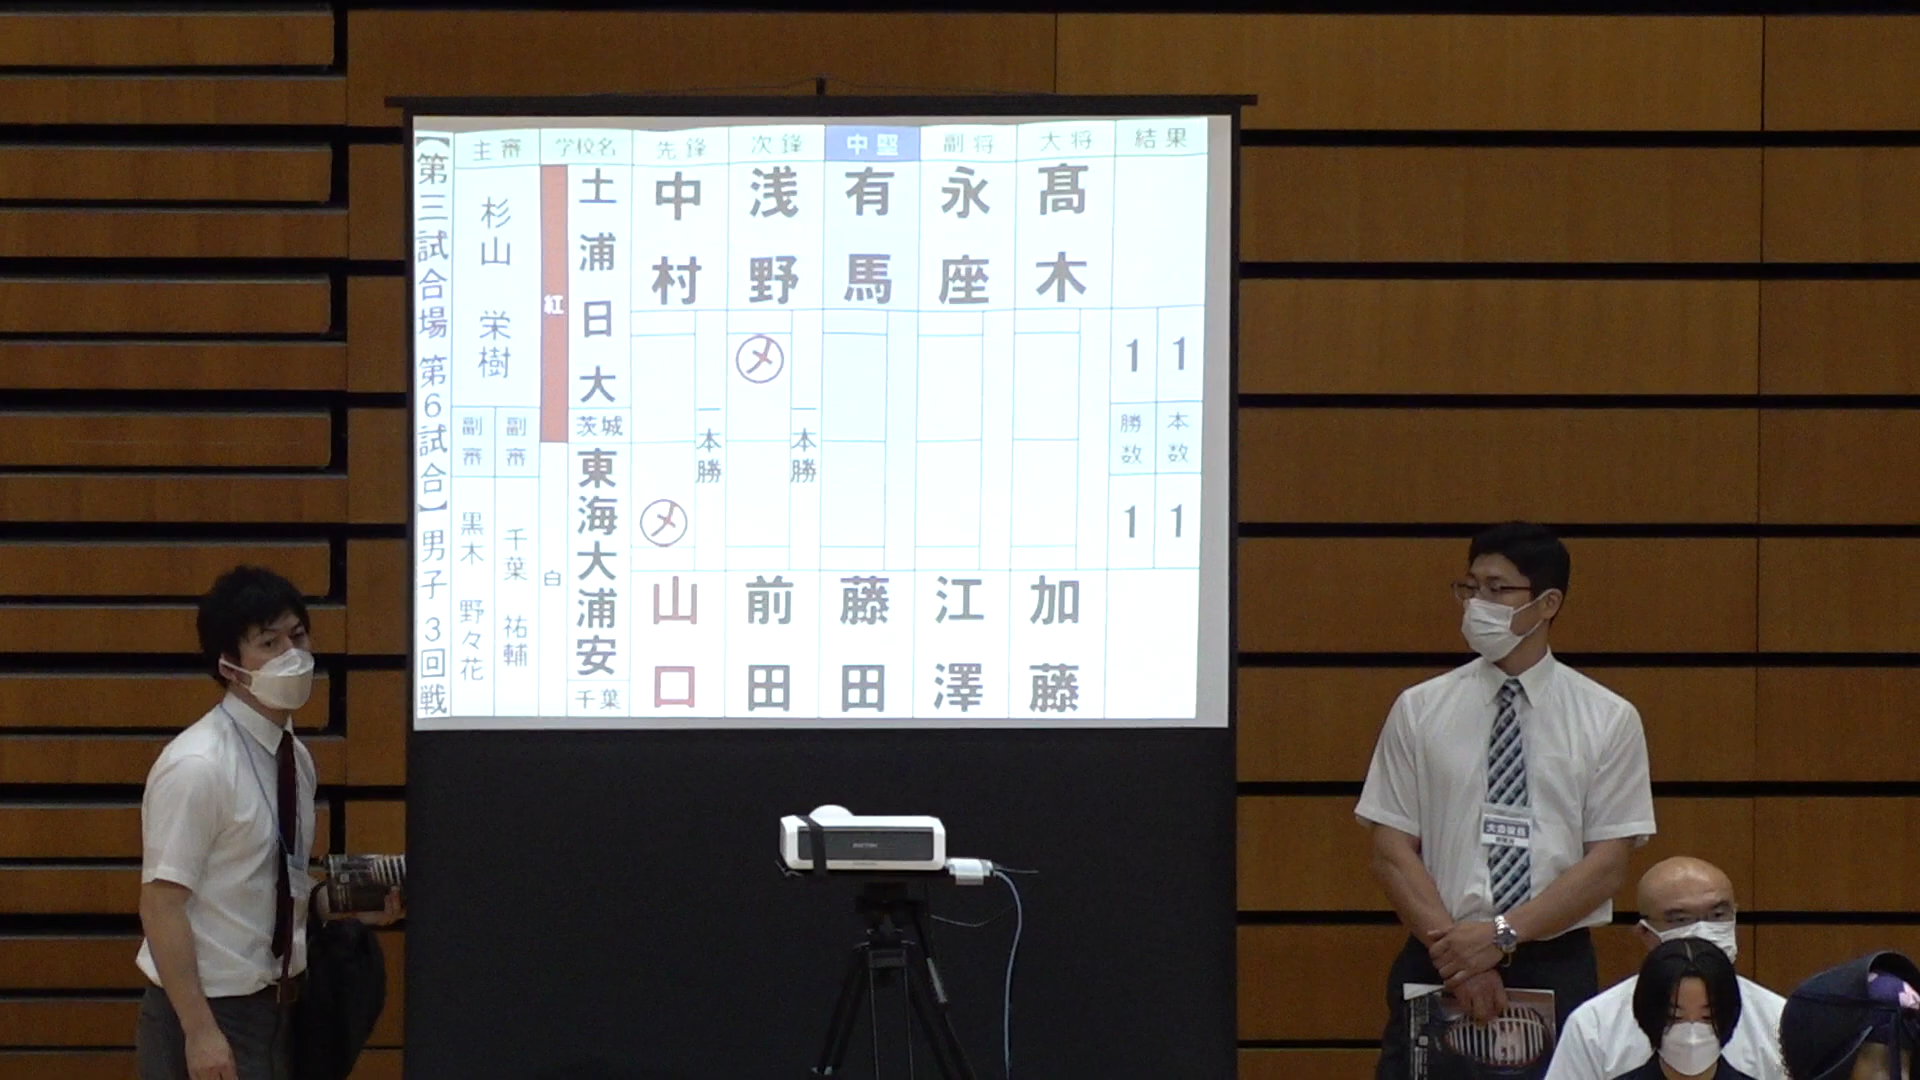 【第三試合場 第6試合】男子 3回戦
主審
杉山 栄樹
副審
副審
黒木 野々花
千葉 祐輔
学校名
紅
土浦日大
茨城
白
東海大浦安
千葉
先鋒
次鋒
中堅
副将
大将
結果
中村
浅野
有馬
永座
髙木
メ
一本勝
一本勝
メ
1
1
勝数
本数
1
1
山口
前田
藤田
江澤
加藤
大会役員